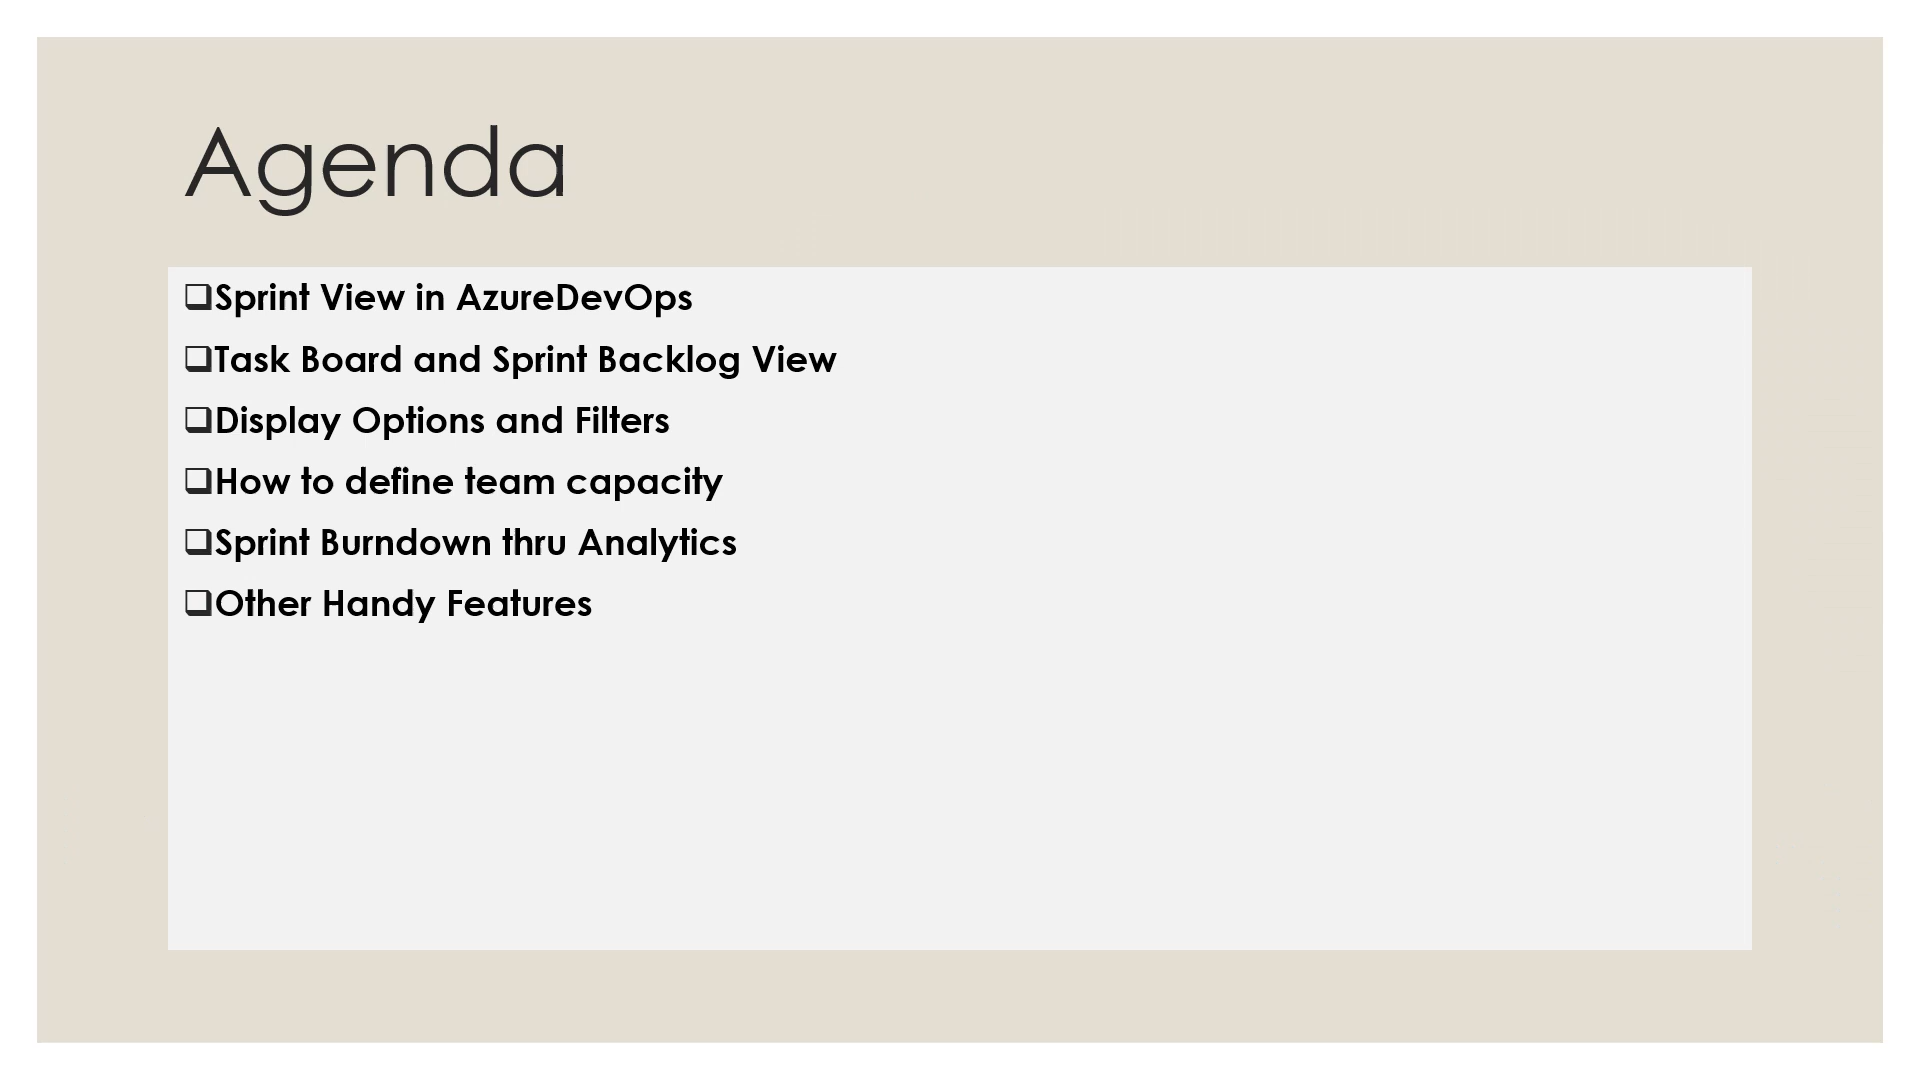 Agenda
❑Sprint View in AzureDevOps
❑Task Board and Sprint Backlog View
❑Display Options and Filters
❑How to define team capacity
❑Sprint Burndown thru Analytics
❑Other Handy Features